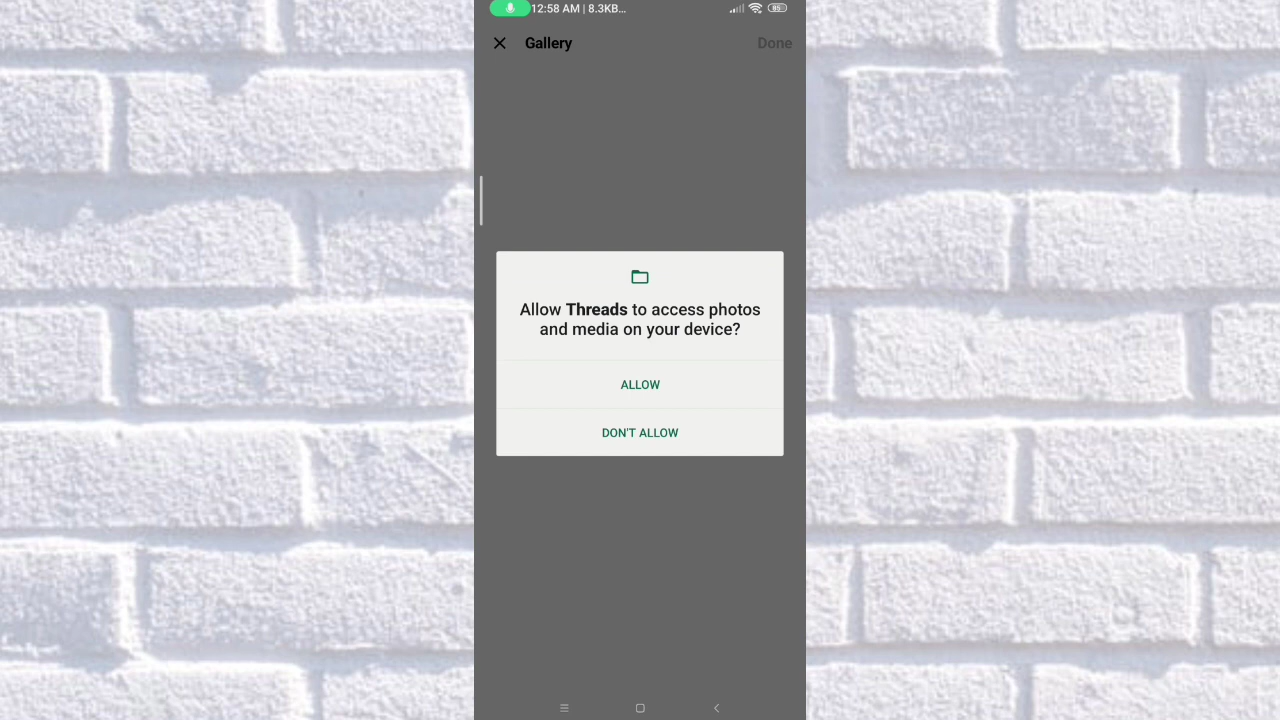 12:58 AM | 8.3KB...
85
Gallery
Done
Allow Threads to access photos
and media on your device?
ALLOW
DON'T ALLOW